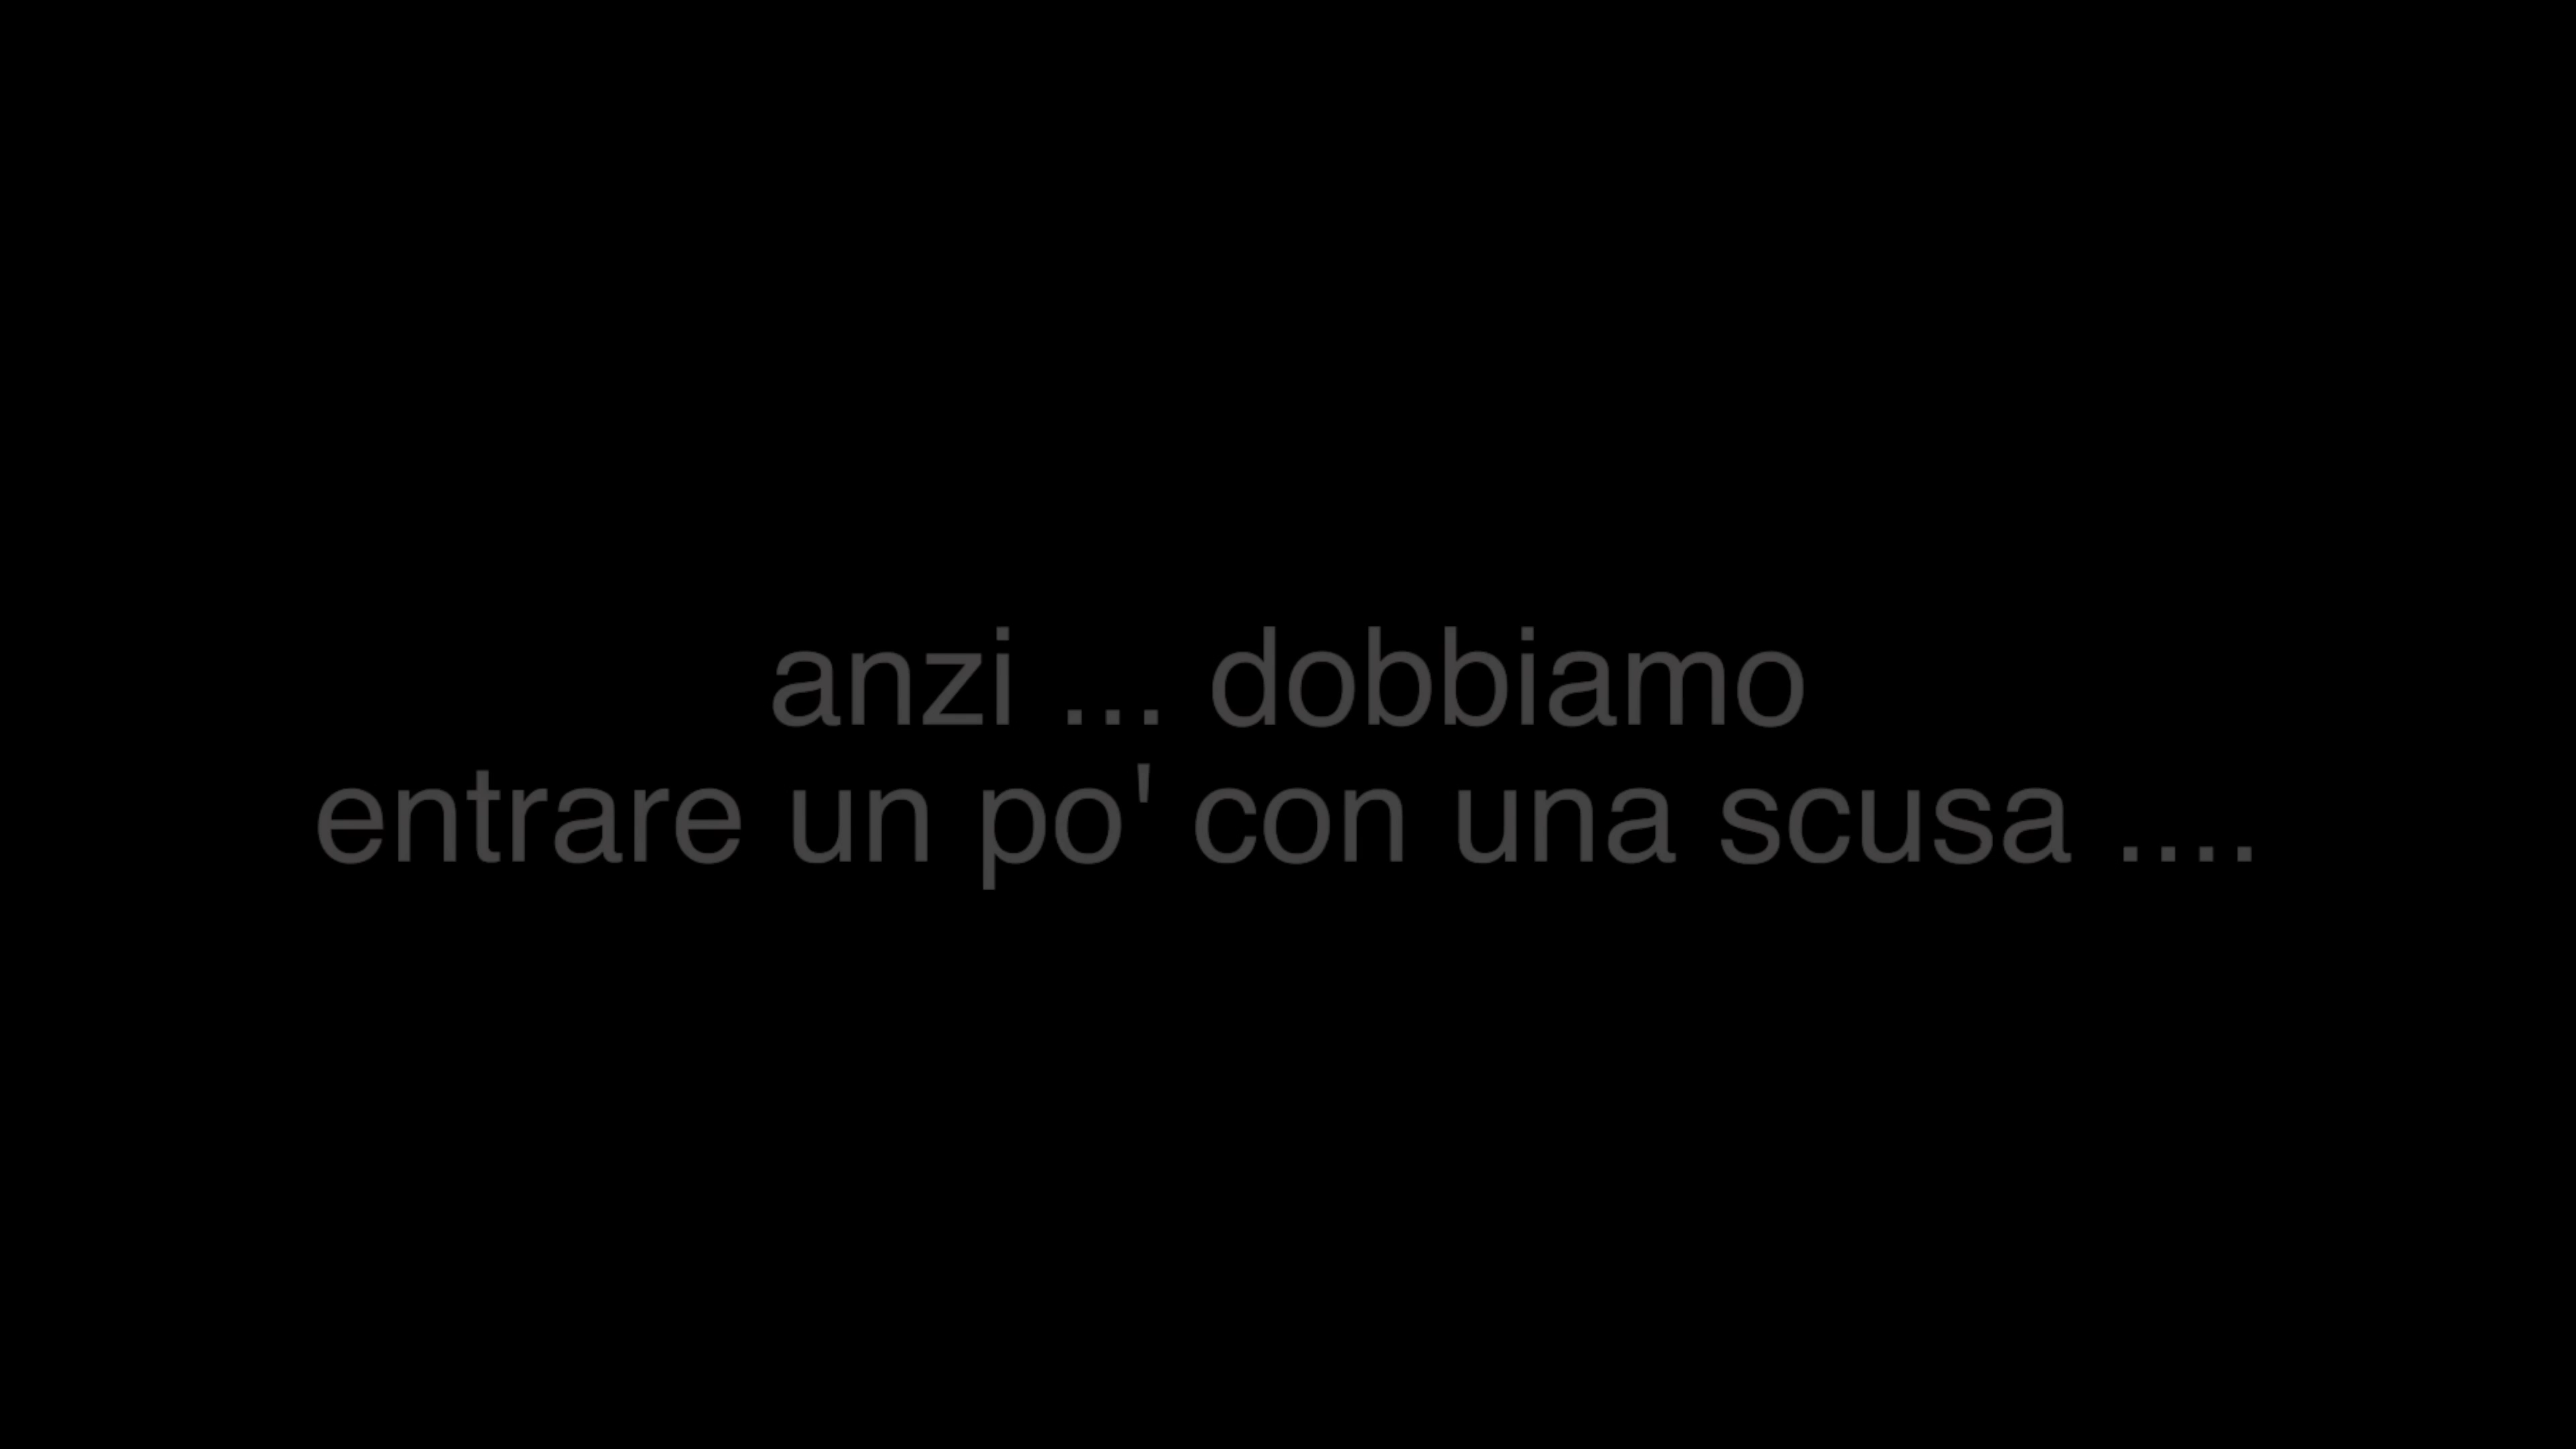 anzi ... dobbiamo
entrare un po' con una scusa ....